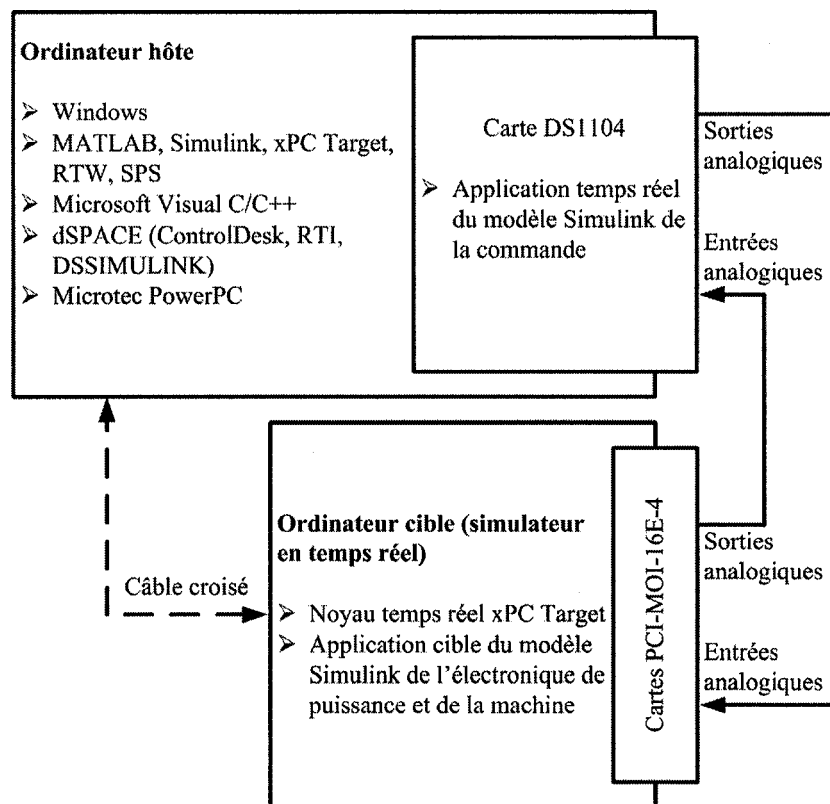 Ordinateur hôte
➢ Windows
➢ MATLAB, Simulink, xPC Target,
RTW, SPS
➢ Microsoft Visual C/C++
➢ dSPACE (ControlDesk, RTI,
DSSIMULINK)
➢ Microtec PowerPC
Carte DS1104
➢ Application temps réel
du modèle Simulink de
la commande
Sorties
analogiques
Entrées
analogiques
Câble croisé
Ordinateur cible (simulateur
en temps réel)
➢ Noyau temps réel xPC Target
➢ Application cible du modèle
Simulink de l'électronique de
puissance et de la machine
Cartes PCI-MOI-16E-4
Sorties
analogiques
Entrées
analogiques